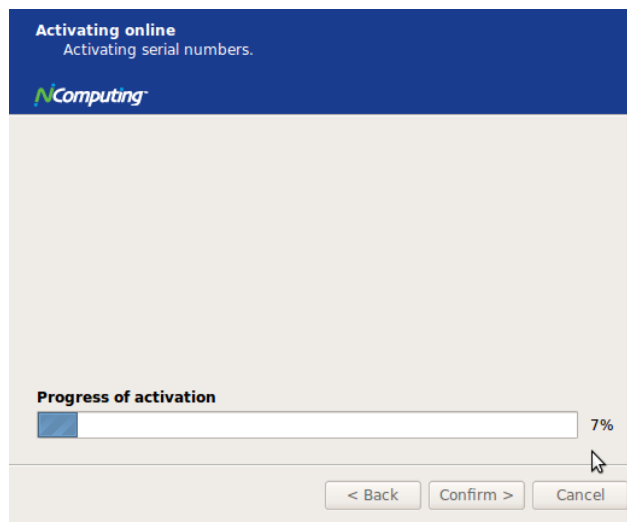 Activating online
Activating serial numbers.
NComputing
Progress of activation
7%
< Back Confirm > Cancel